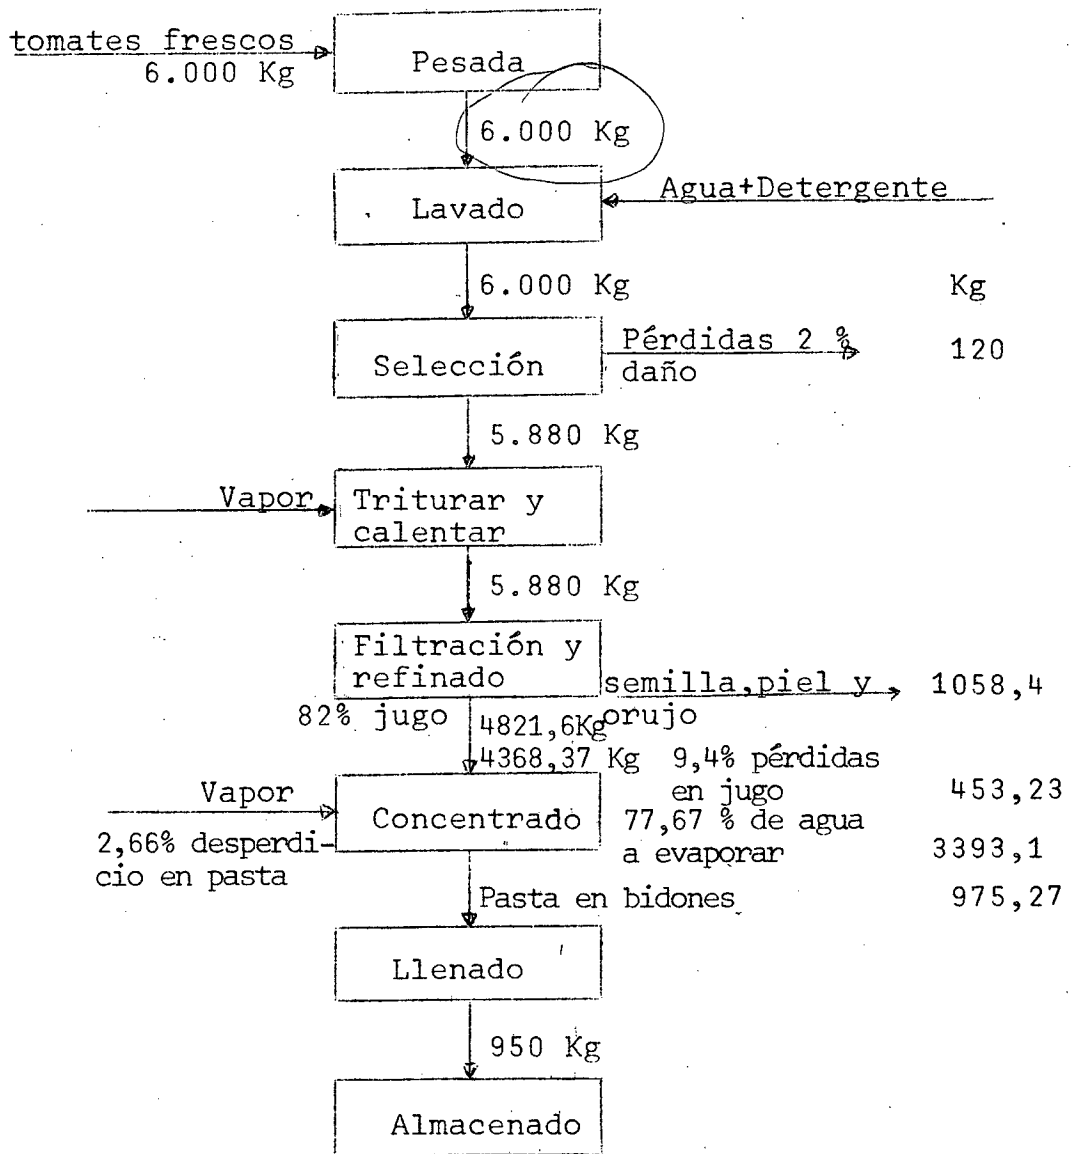 tomates frescos
6.000 Kg
Pesada
6.000 Kg
Agua+Detergente
Lavado
6.000 Kg
Kg
Selección
Pérdidas 2 %
daño
120
5.880 Kg
Vapor
Triturar y
calentar
5.880 Kg
Filtración y
refinado
semilla,piel y
orujo
1058,4
82% jugo
4821,6Kg
4368,37 Kg
9,4% pérdidas
en jugo
453,23
Vapor
Concentrado
77,67 % de agua
a evaporar
3393,1
2,66% desperdi-
cio en pasta
Pasta en bidones
975,27
Llenado
950 Kg
Almacenado